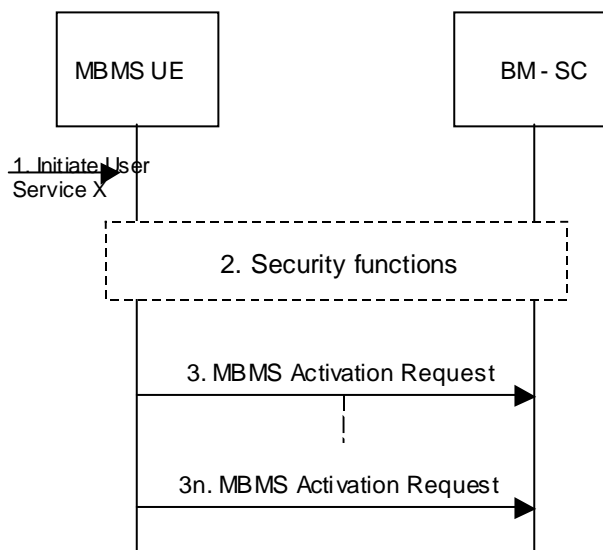 MBMS UE
BM - SC
1. Initiate User
Service X
2. Security functions
3. MBMS Activation Request
3n. MBMS Activation Request